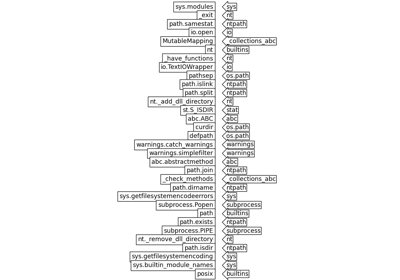 sys.modules sys
_exit nt
path.samestat ntpath
io.open io
MutableMapping _collections_abc
nt builtins
_have_functions nt
io.TextIOWrapper io
pathsep os.path
path.islink ntpath
path.split ntpath
nt._add_dll_directory nt
st.S_ISDIR stat
abc.ABC abc
curdir os.path
defpath os.path
warnings.catch_warnings warnings
warnings.simplefilter warnings
abc.abstractmethod abc
path.join ntpath
_check_methods _collections_abc
path.dirname ntpath
sys.getfilesystemencodeerrors sys
subprocess.Popen subprocess
path builtins
path.exists ntpath
subprocess.PIPE subprocess
nt._remove_dll_directory nt
path.isdir ntpath
sys.getfilesystemencoding sys
sys.builtin_module_names sys
posix builtins